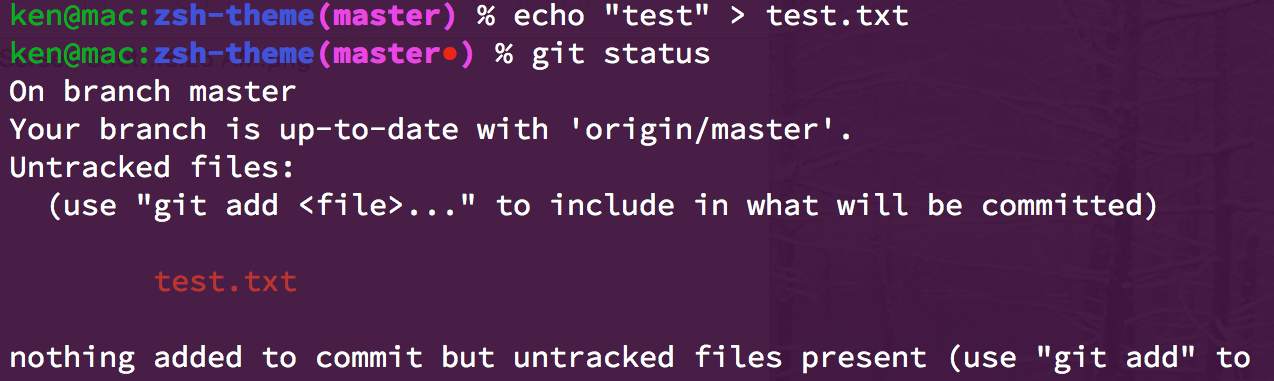 ken@mac:zsh-theme(master) % echo "test" > test.txt
ken@mac:zsh-theme(master●) % git status
On branch master
Your branch is up-to-date with 'origin/master'.
Untracked files:
  (use "git add <file>..." to include in what will be committed)
        test.txt
nothing added to commit but untracked files present (use "git add" to